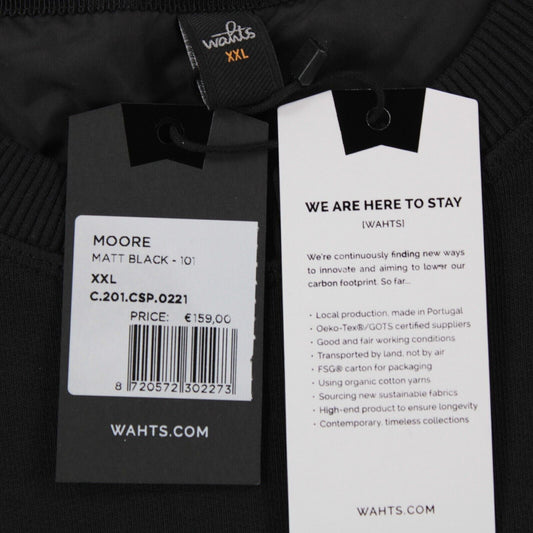 wahts
XXL
MOORE
MATT BLACK - 101
XXL
C.201.CSP.0221
PRICE: €159,00
8 720572 302273
WAHTS.COM
WE ARE HERE TO STAY
[WAHTS]
We're continuously finding new ways
to innovate and aiming to lower our
carbon footprint. So far...
• Local production, made in Portugal
• Oeko-Tex®/GOTS certified suppliers
• Good and fair working conditions
• Transported by land, not by air
• FSG® carton for packaging
• Using organic cotton yarns
• Sourcing new sustainable fabrics
• High-end product to ensure longevity
• Contemporary, timeless collections
WAHTS.COM